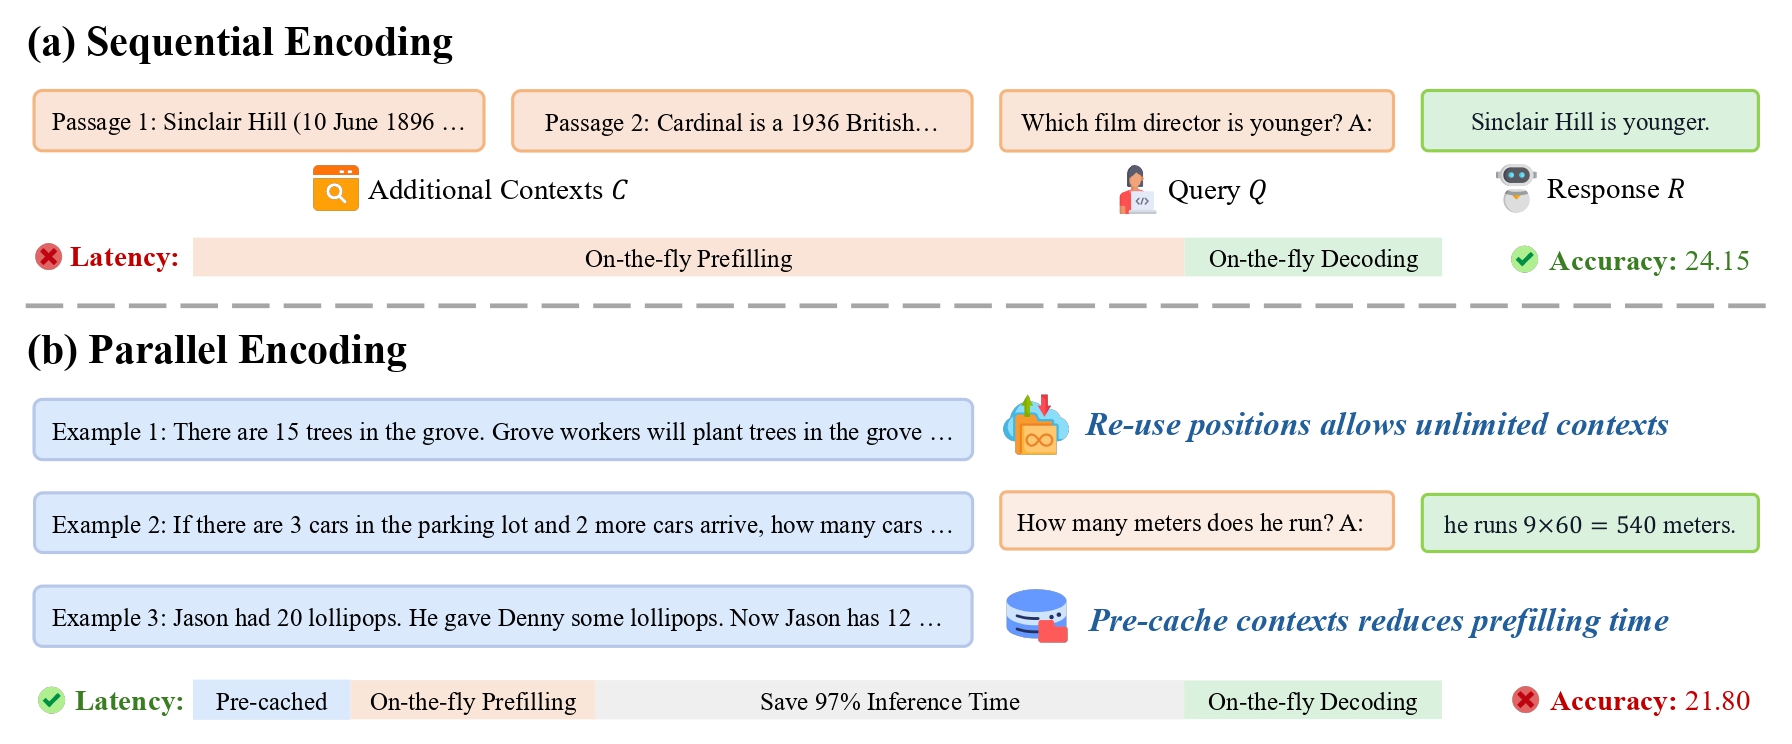 (a) Sequential Encoding
Passage 1: Sinclair Hill (10 June 1896 …
Passage 2: Cardinal is a 1936 British…
Which film director is younger? A:
Sinclair Hill is younger.
Additional Contexts C
Query Q
Response R
Latency:
On-the-fly Prefilling
On-the-fly Decoding
Accuracy: 24.15
(b) Parallel Encoding
Example 1: There are 15 trees in the grove. Grove workers will plant trees in the grove …
Re-use positions allows unlimited contexts
Example 2: If there are 3 cars in the parking lot and 2 more cars arrive, how many cars …
How many meters does he run? A:
he runs 9×60 = 540 meters.
Example 3: Jason had 20 lollipops. He gave Denny some lollipops. Now Jason has 12 …
Pre-cache contexts reduces prefilling time
Latency:
Pre-cached
On-the-fly Prefilling
Save 97% Inference Time
On-the-fly Decoding
Accuracy: 21.80